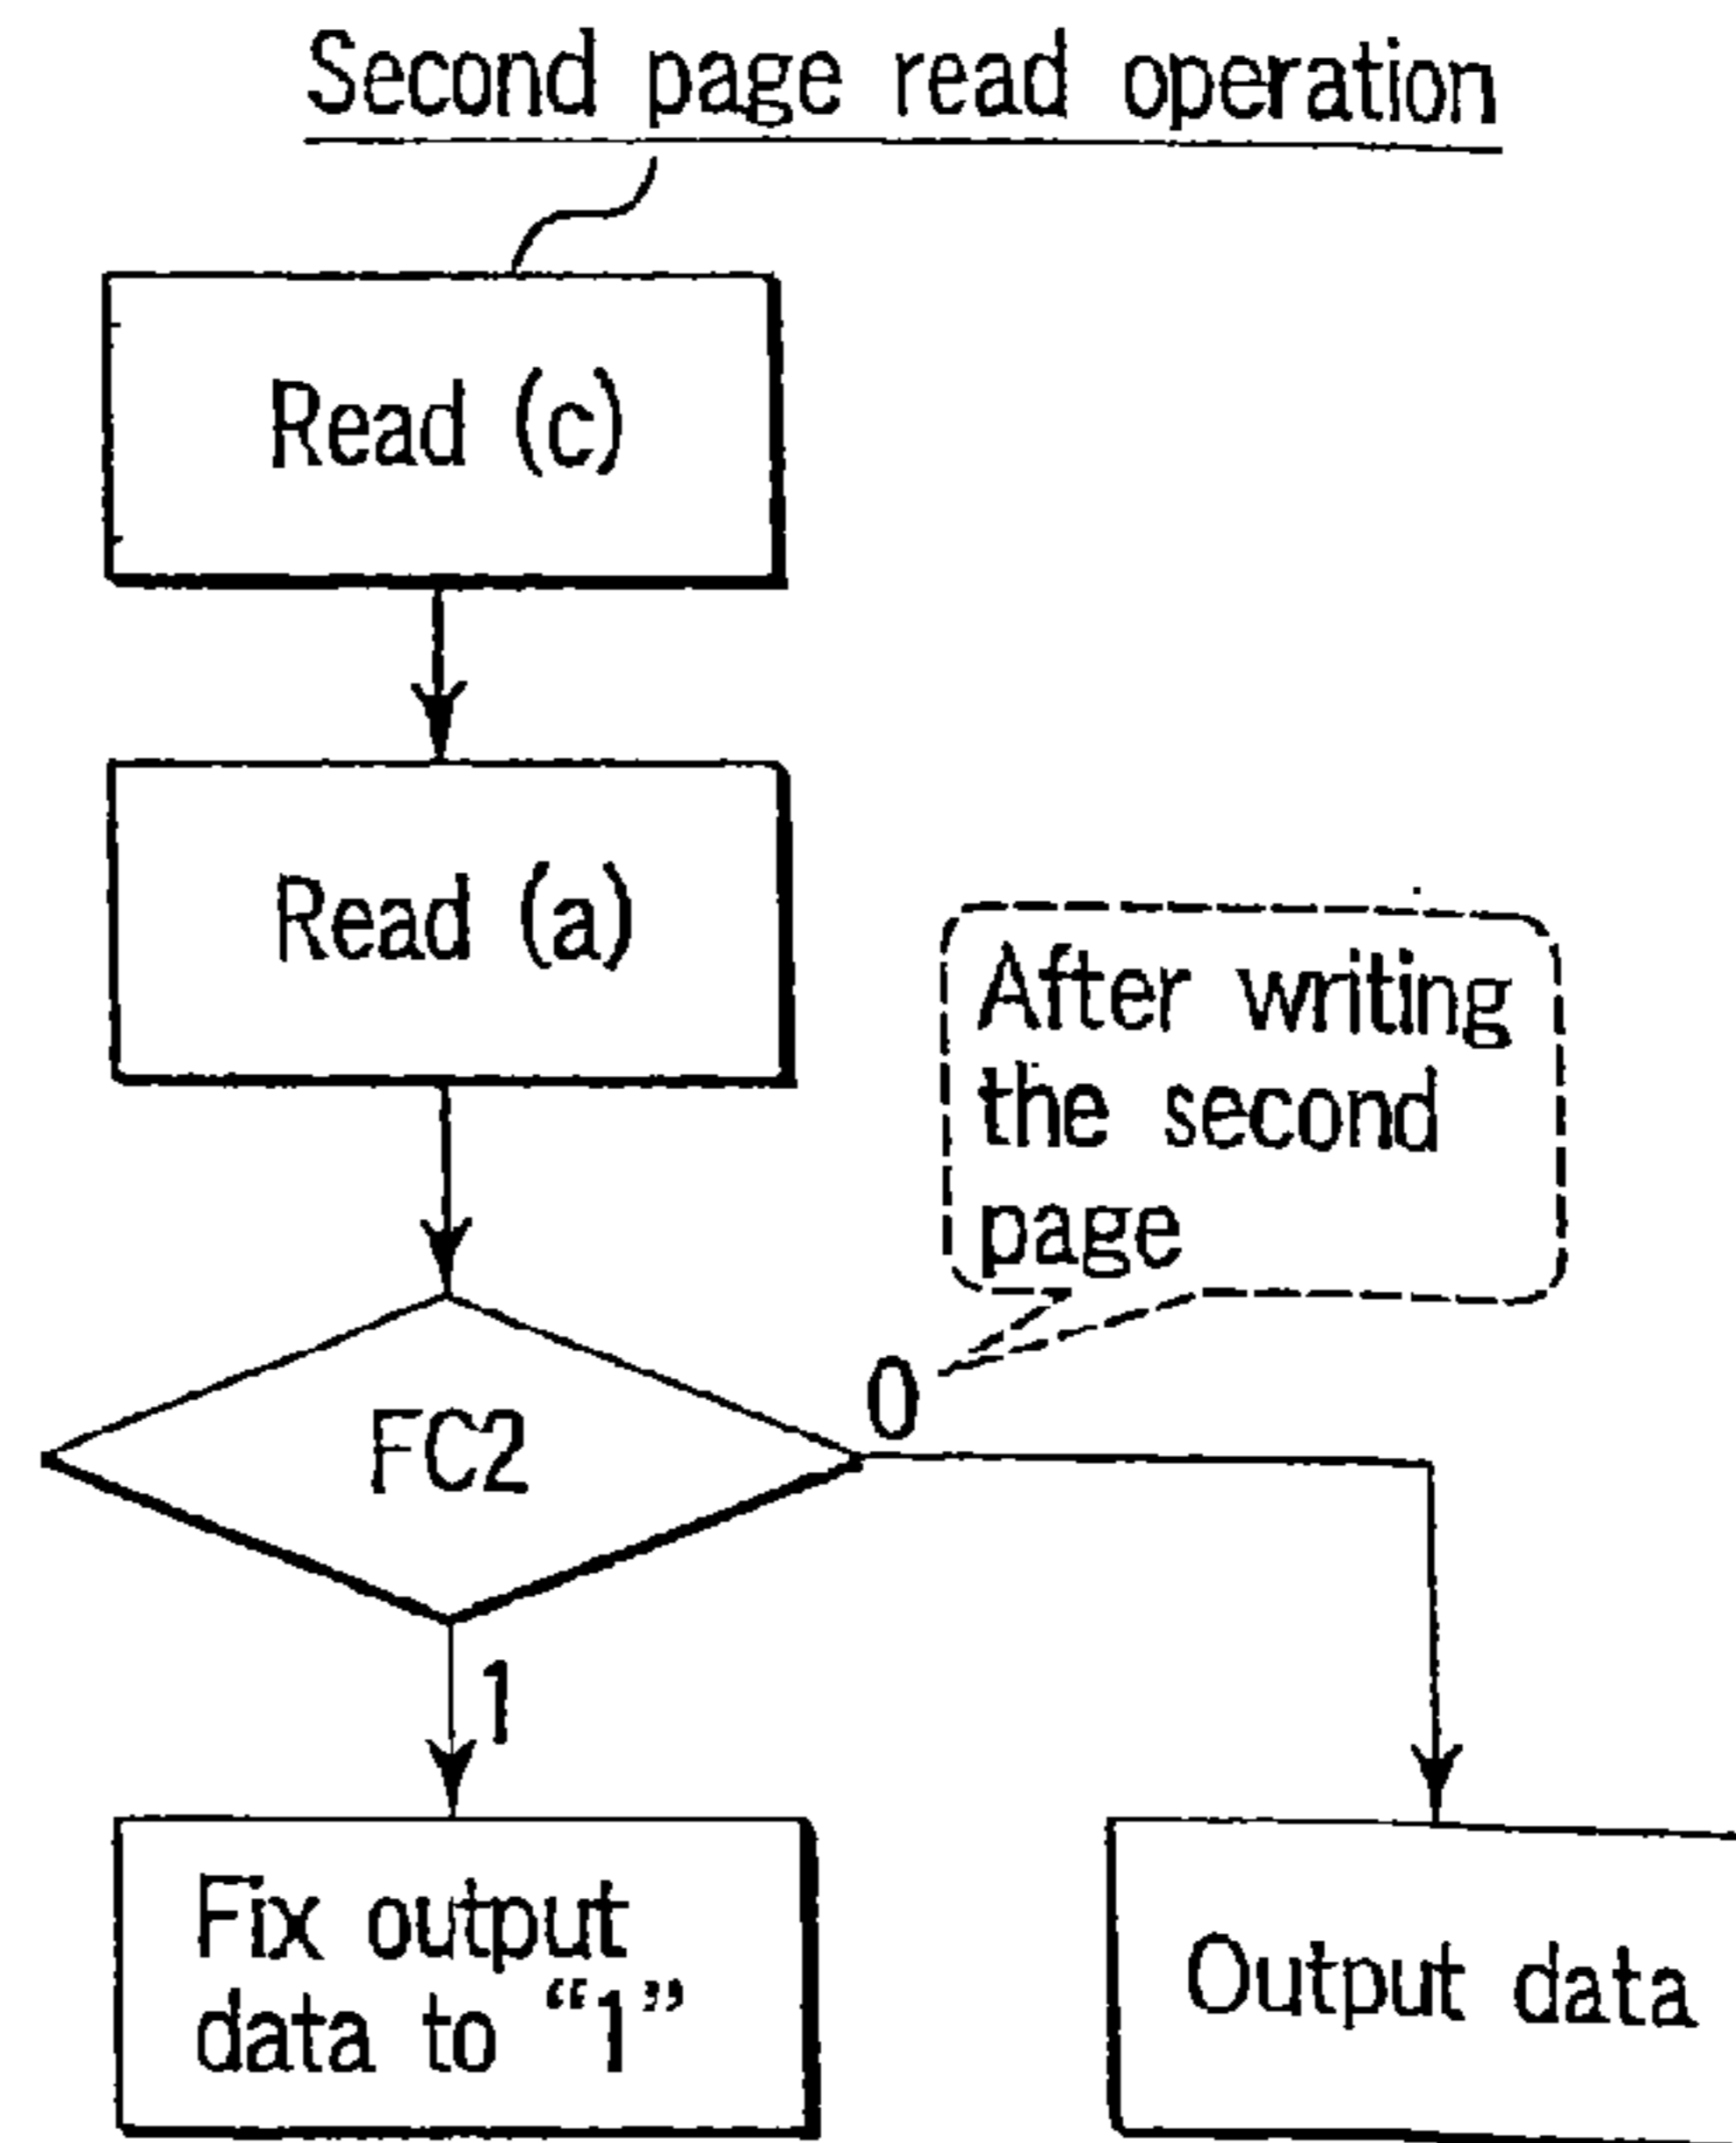 Second page read operation
Read (c)
Read (a)
After writing
the second
page
0
FC2
1
Fix output
data to “1”
Output data